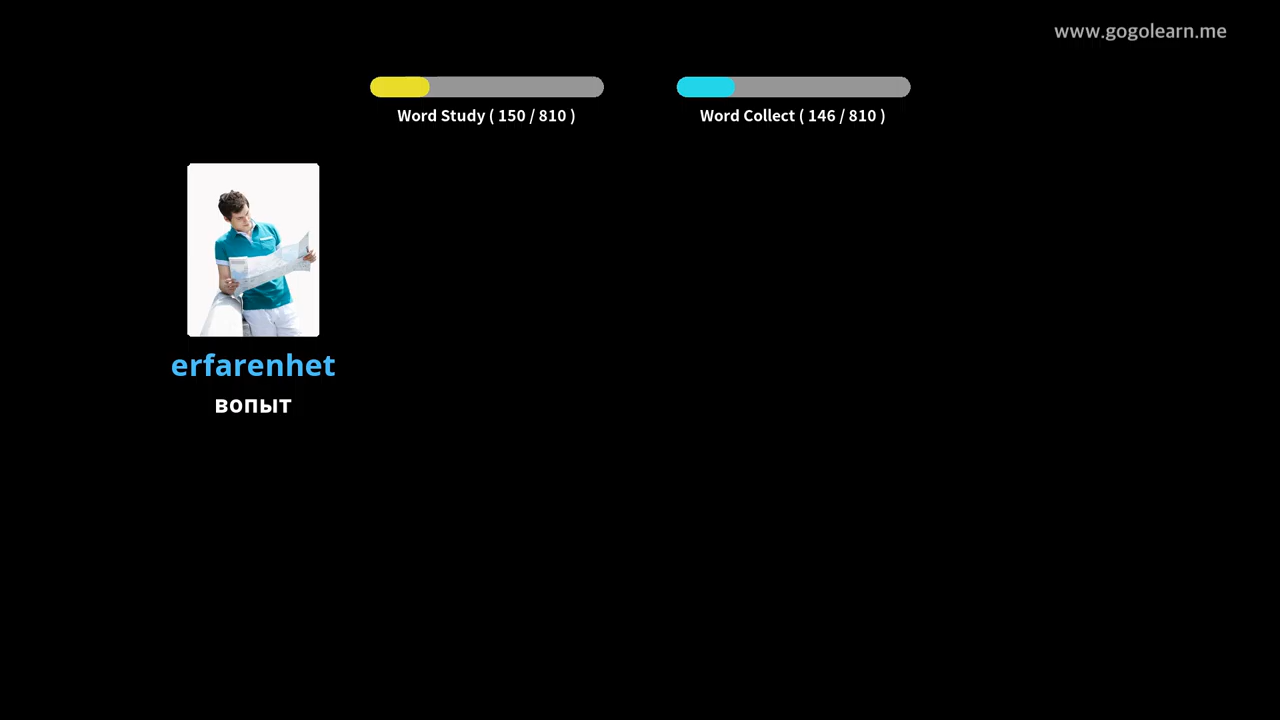 www.gogolearn.me
Word Study ( 150 / 810 )
Word Collect ( 146 / 810 )
erfarenhet
вопыт